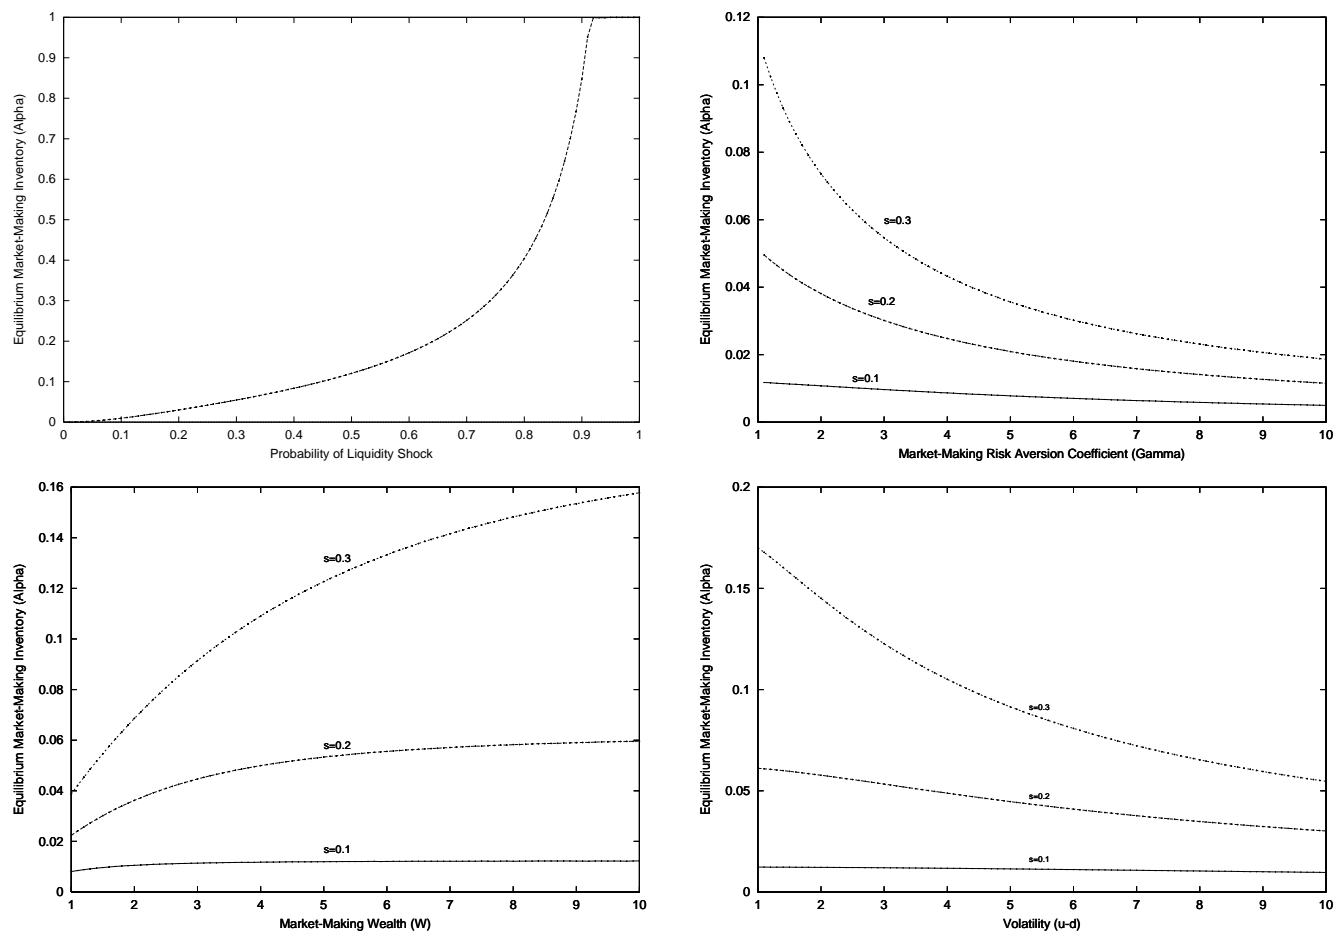 Equilibrium Market-Making Inventory (Alpha)
1
0.9
0.8
0.7
0.6
0.5
0.4
0.3
0.2
0.1
0
0 0.1 0.2 0.3 0.4 0.5 0.6 0.7 0.8 0.9 1
Probability of Liquidity Shock
Equilibrium Market-Making Inventory (Alpha)
0.12
0.1
0.08
0.06
0.04
0.02
0
s=0.3
s=0.2
s=0.1
1 2 3 4 5 6 7 8 9 10
Market-Making Risk Aversion Coefficient (Gamma)
Equilibrium Market-Making Inventory (Alpha)
0.16
0.14
0.12
0.1
0.08
0.06
0.04
0.02
0
s=0.3
s=0.2
s=0.1
1 2 3 4 5 6 7 8 9 10
Market-Making Wealth (W)
Equilibrium Market-Making Inventory (Alpha)
0.2
0.15
0.1
0.05
0
s=0.3
s=0.2
s=0.1
1 2 3 4 5 6 7 8 9 10
Volatility (u-d)